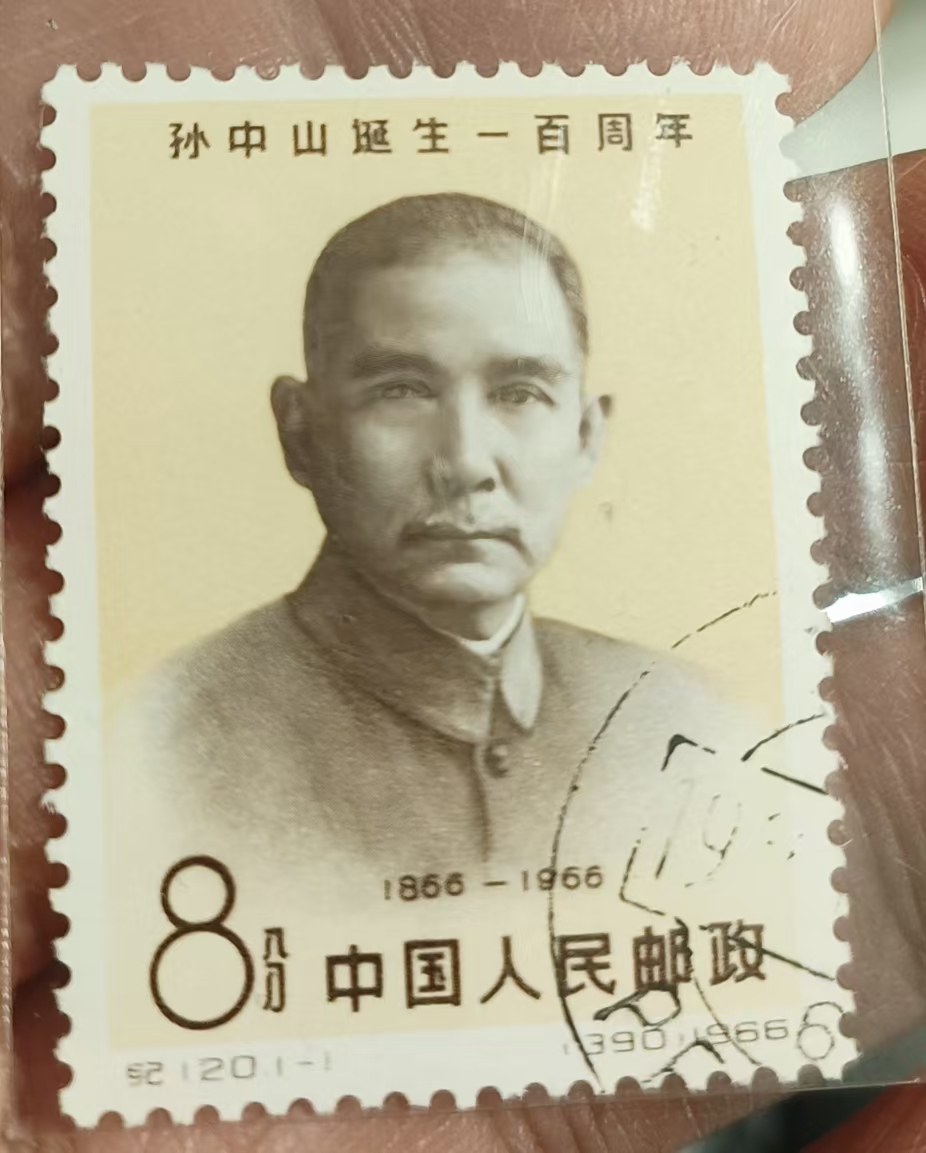 孙中山诞生一百周年
1866－1966
8分 中国人民邮政
纪120.1-1 (390) 1966